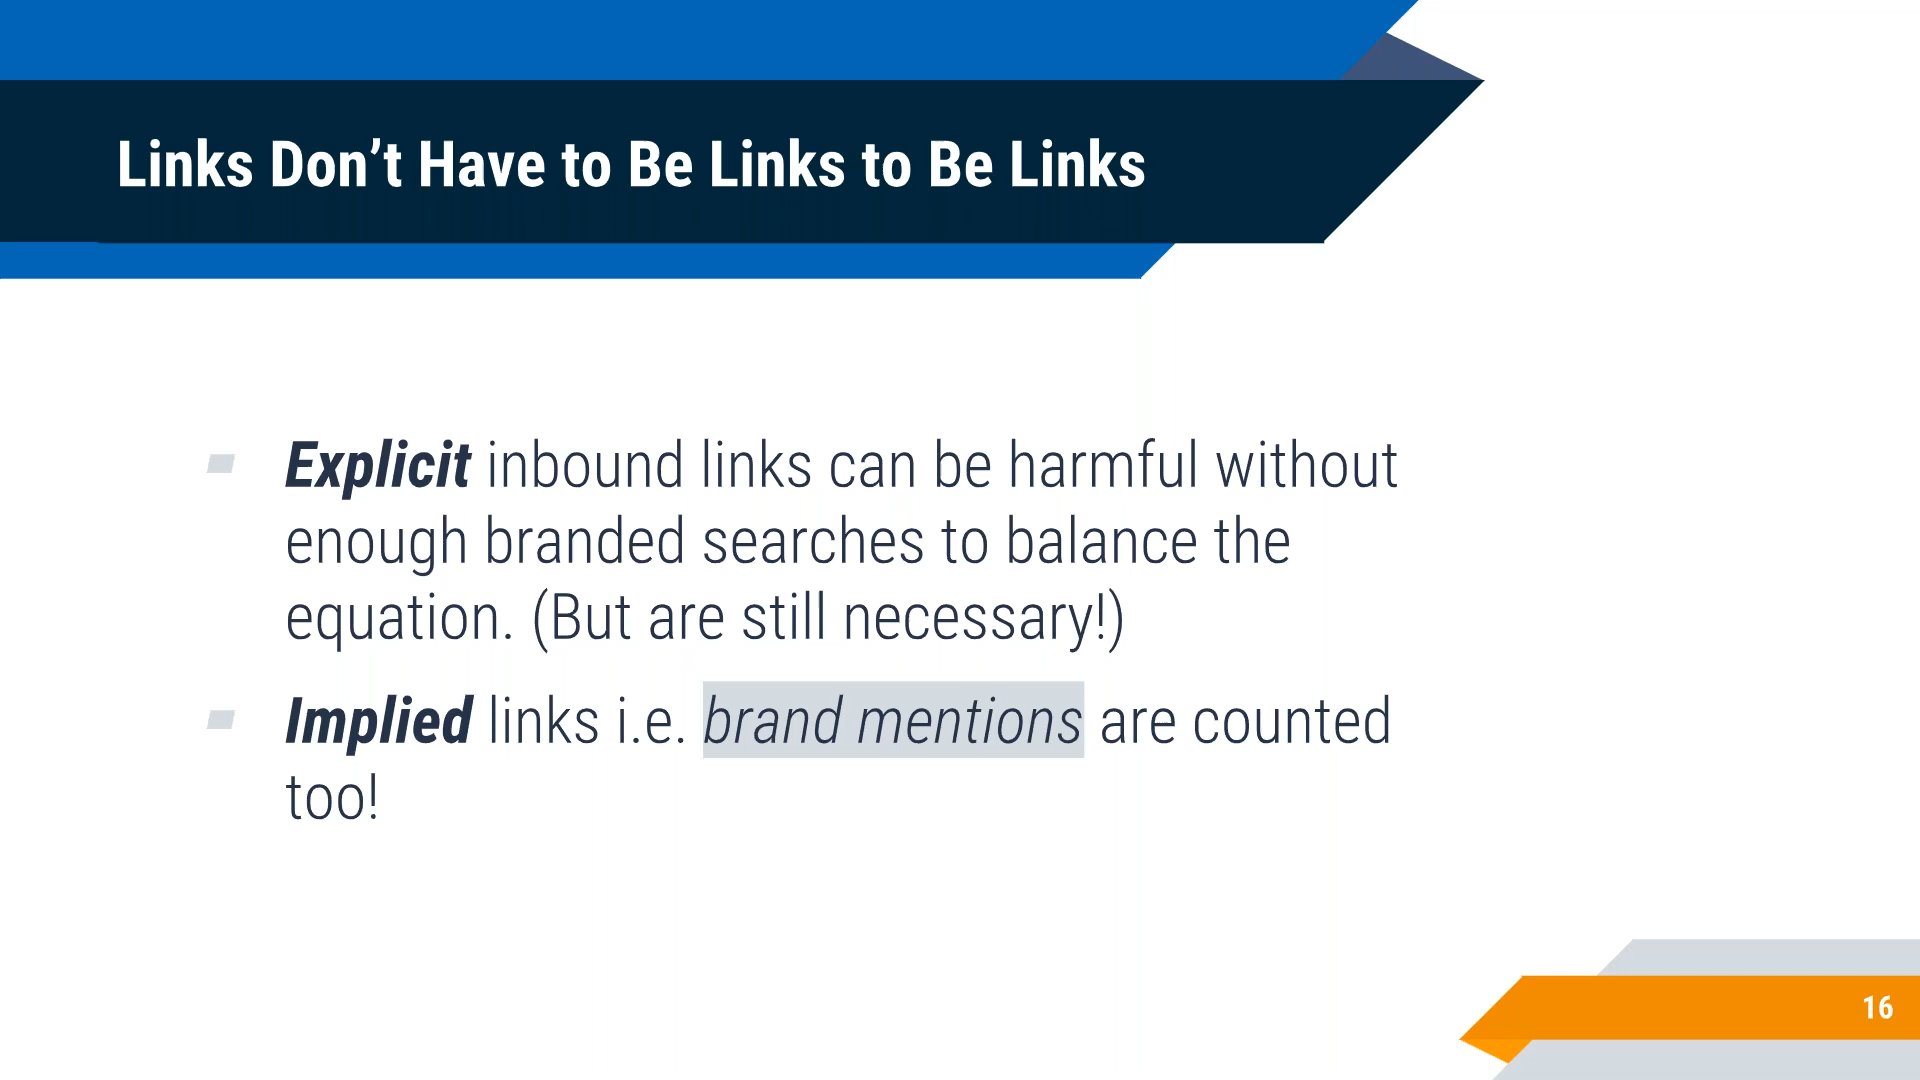 Links Don’t Have to Be Links to Be Links
Explicit inbound links can be harmful without
enough branded searches to balance the
equation. (But are still necessary!)
Implied links i.e. brand mentions are counted
too!
16